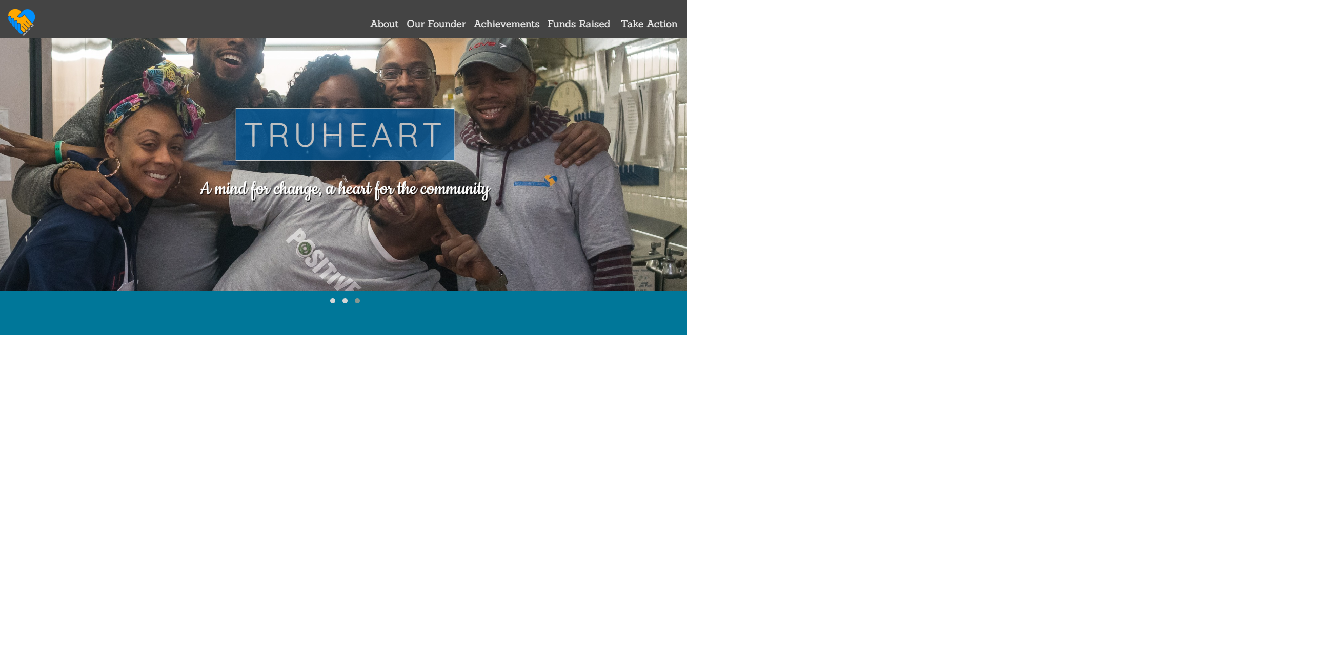 About Our Founder Achievements Funds Raised Take Action
TRUHEART
A mind for change, a heart for the community
POSITIVE